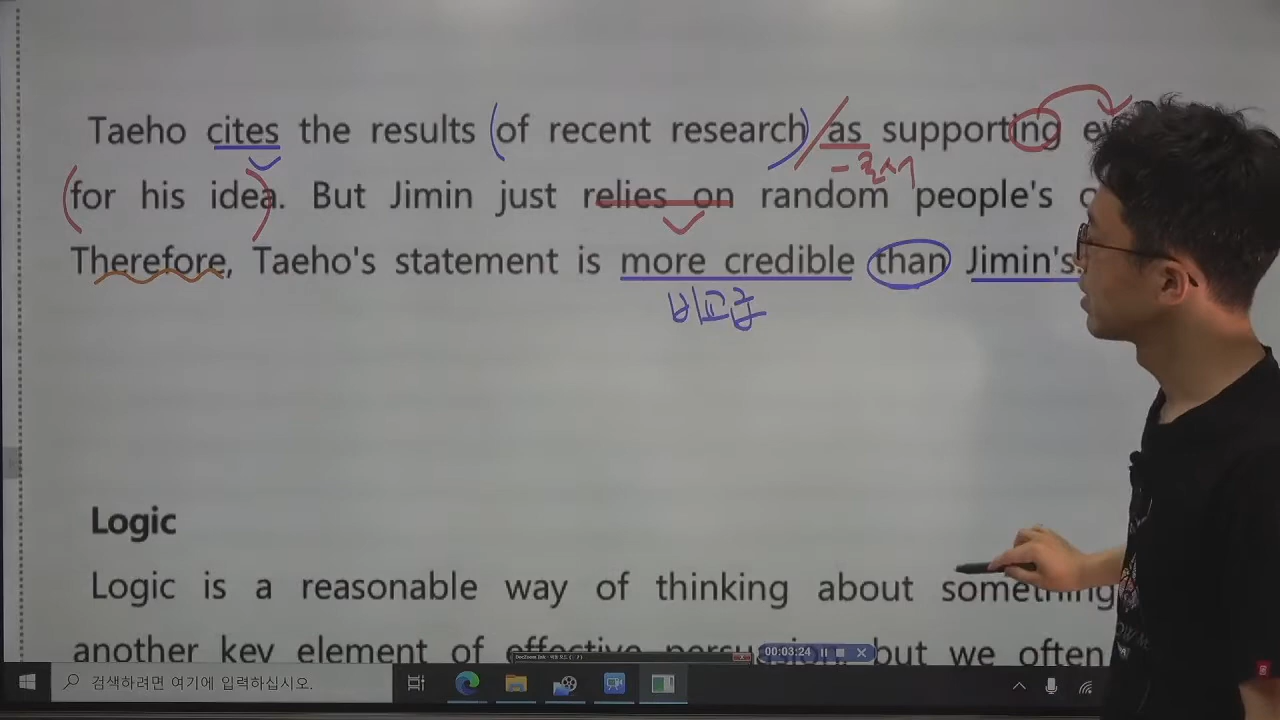 Taeho cites the results of recent research as supporting
-로서
for his idea. But Jimin just relies on random people's
Therefore, Taeho's statement is more credible than Jimin's.
비교급
Logic
Logic is a reasonable way of thinking about something
another key element of effective persuasion, but we often
00:03:24
검색하려면 여기에 입력하십시오.